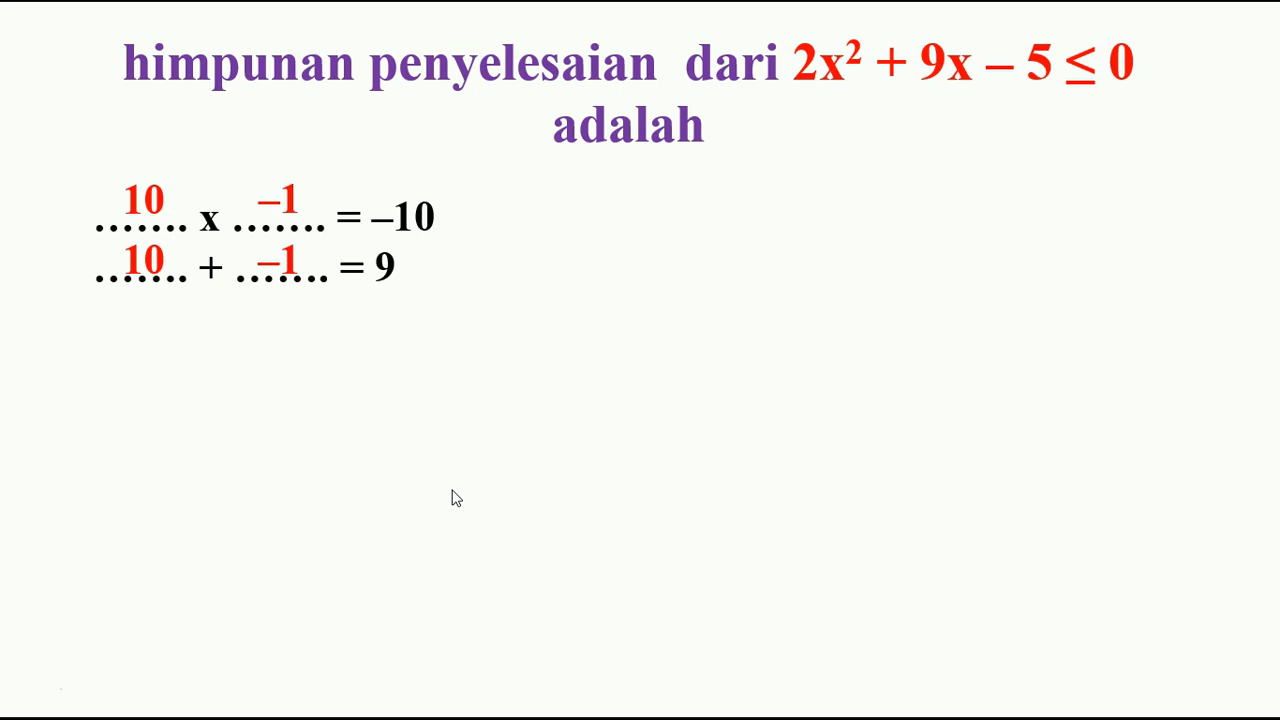 himpunan penyelesaian dari 2x² + 9x – 5 ≤ 0
adalah
10 –1
……. x ……. = –10
10 –1
……. + ……. = 9